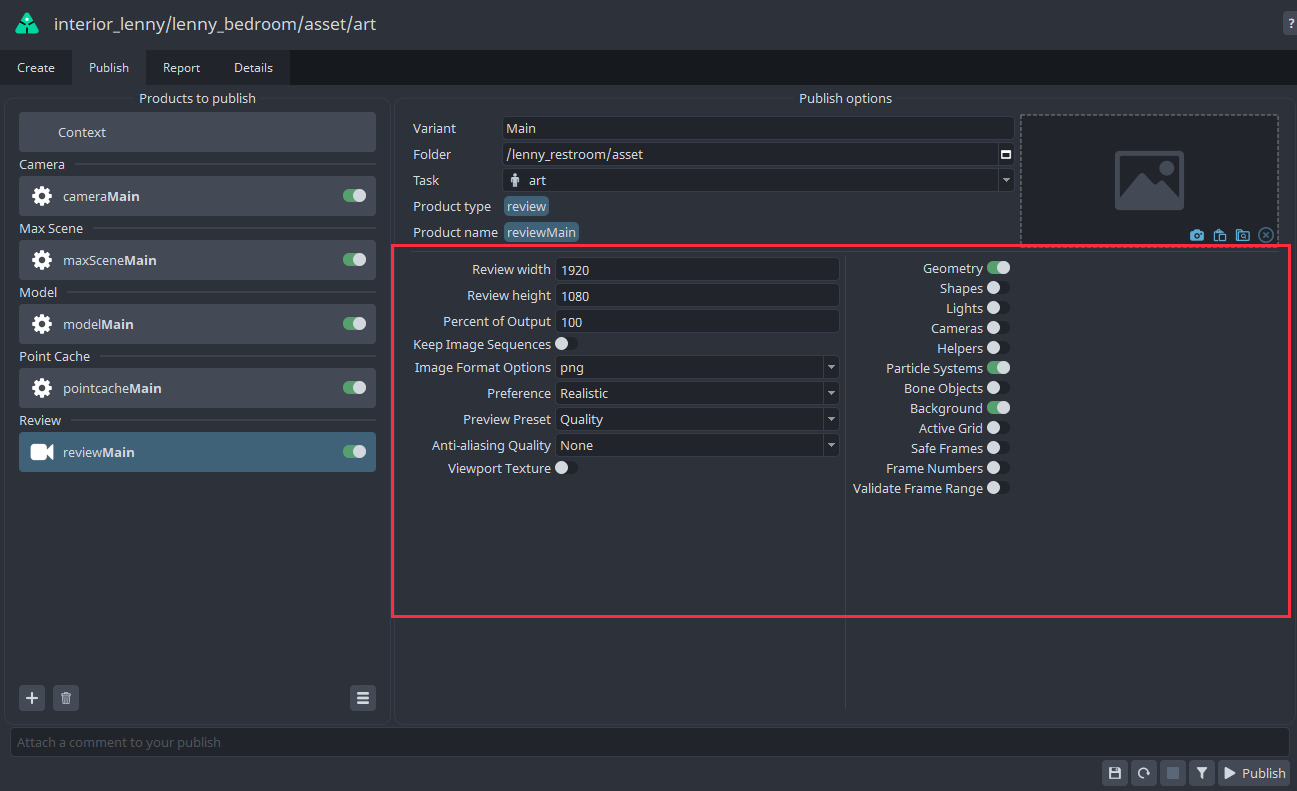 interior_lenny/lenny_bedroom/asset/art
?
Create
Publish
Report
Details
Products to publish
Context
Camera
cameraMain
Max Scene
maxSceneMain
Model
modelMain
Point Cache
pointcacheMain
Review
reviewMain
Publish options
Variant Main
Folder /lenny_restroom/asset
Task art
Product type review
Product name reviewMain
Review width 1920
Review height 1080
Percent of Output 100
Keep Image Sequences
Image Format Options png
Preference Realistic
Preview Preset Quality
Anti-aliasing Quality None
Viewport Texture
Geometry
Shapes
Lights
Cameras
Helpers
Particle Systems
Bone Objects
Background
Active Grid
Safe Frames
Frame Numbers
Validate Frame Range
Attach a comment to your publish
Publish